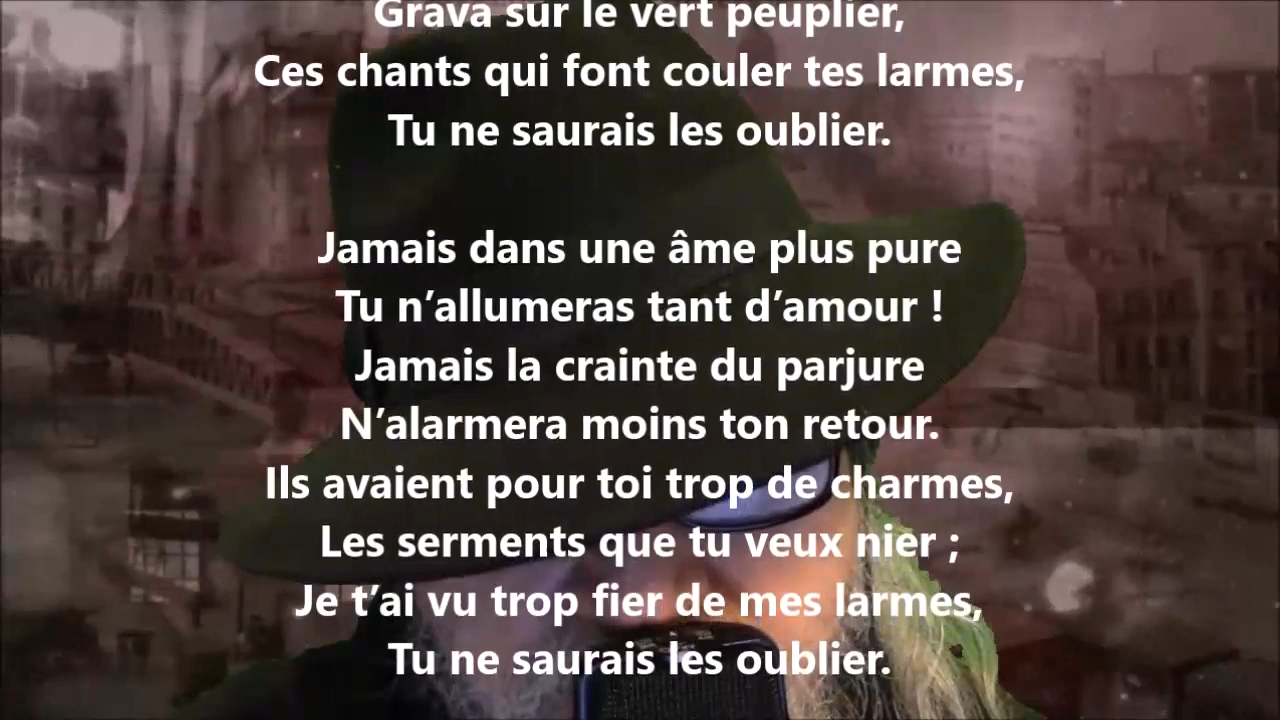 Grava sur le vert peuplier,
Ces chants qui font couler tes larmes,
Tu ne saurais les oublier.
Jamais dans une âme plus pure
Tu n’allumeras tant d’amour !
Jamais la crainte du parjure
N’alarmera moins ton retour.
Ils avaient pour toi trop de charmes,
Les serments que tu veux nier ;
Je t’ai vu trop fier de mes larmes,
Tu ne saurais les oublier.